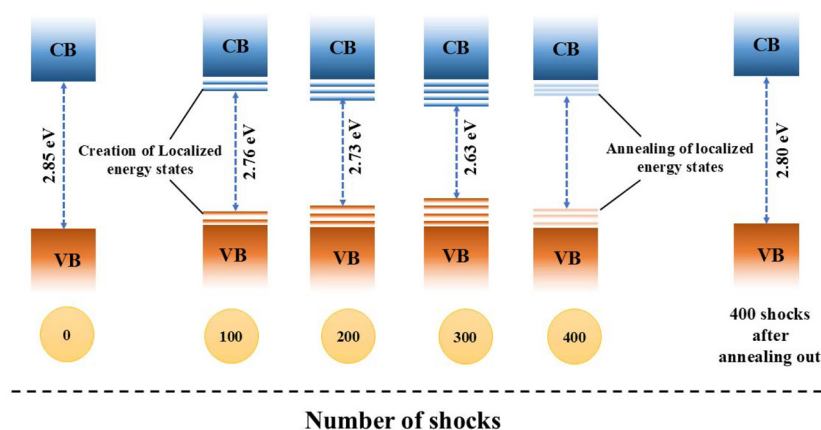 CB
CB
CB
CB
CB
CB
2.85 eV
2.76 eV
2.73 eV
2.63 eV
2.80 eV
Creation of Localized
energy states
Annealing of localized
energy states
VB
VB
VB
VB
VB
VB
0
100
200
300
400
400 shocks
after
annealing out
Number of shocks